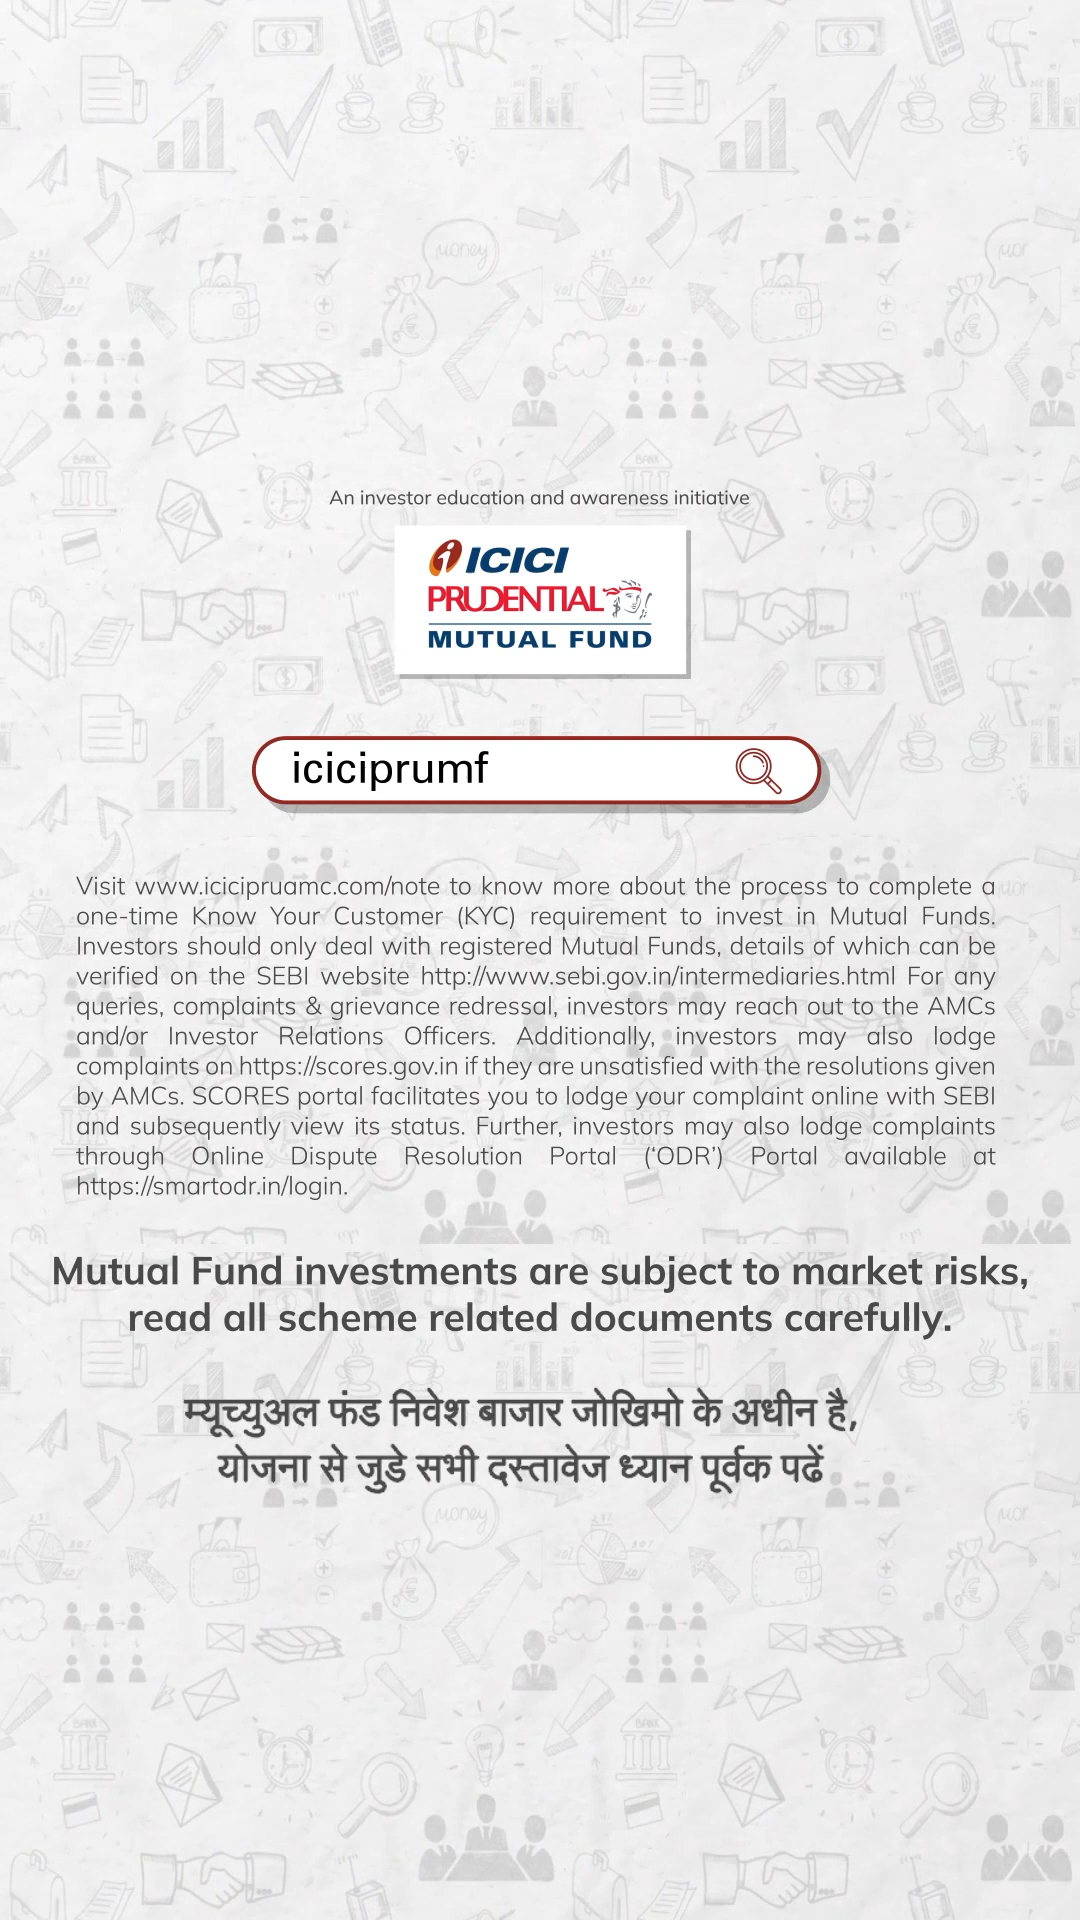 An investor education and awareness initiative
ICICI
PRUDENTIAL
MUTUAL FUND
iciciprumf
Visit www.icicipruamc.com/note to know more about the process to complete a
one-time Know Your Customer (KYC) requirement to invest in Mutual Funds.
Investors should only deal with registered Mutual Funds, details of which can be
verified on the SEBI website http://www.sebi.gov.in/intermediaries.html For any
queries, complaints & grievance redressal, investors may reach out to the AMCs
and/or Investor Relations Officers. Additionally, investors may also lodge
complaints on https://scores.gov.in if they are unsatisfied with the resolutions given
by AMCs. SCORES portal facilitates you to lodge your complaint online with SEBI
and subsequently view its status. Further, investors may also lodge complaints
through Online Dispute Resolution Portal (‘ODR’) Portal available at
https://smartodr.in/login.
Mutual Fund investments are subject to market risks,
read all scheme related documents carefully.
म्यूच्युअल फंड निवेश बाजार जोखिमो के अधीन है,
योजना से जुडे सभी दस्तावेज ध्यान पूर्वक पढें